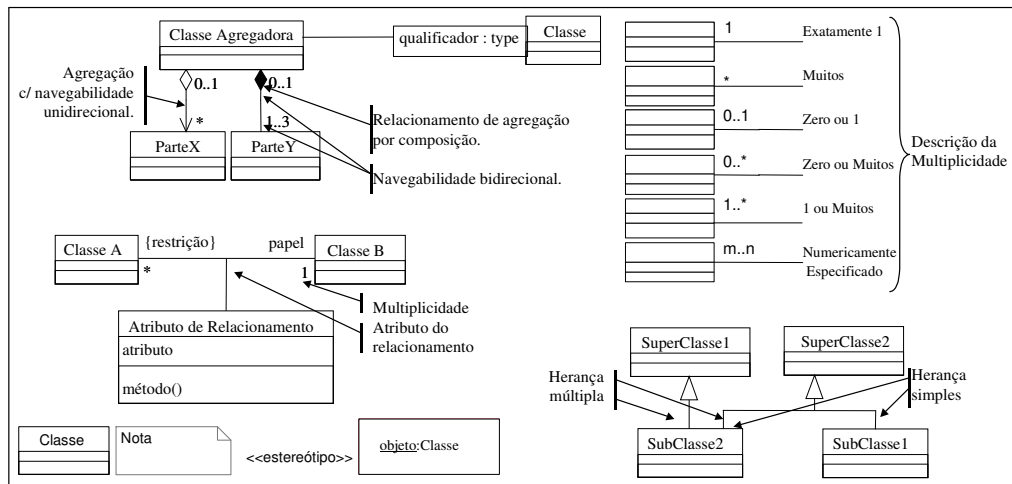 Classe Agregadora
qualificador : type
Classe
Agregação
c/ navegabilidade
unidirecional.
0..1
0..1
*
1..3
ParteX
ParteY
Relacionamento de agregação
por composição.
Navegabilidade bidirecional.
1
Exatamente 1
*
Muitos
0..1
Zero ou 1
0..*
Zero ou Muitos
1..*
1 ou Muitos
m..n
Numericamente
Especificado
Descrição da
Multiplicidade
Classe A
{restrição}
papel
Classe B
*
1
Multiplicidade
Atributo do
relacionamento
Atributo de Relacionamento
atributo
método()
SuperClasse1
SuperClasse2
Herança
múltipla
Herança
simples
SubClasse2
SubClasse1
Classe
Nota
<<estereótipo>>
objeto:Classe